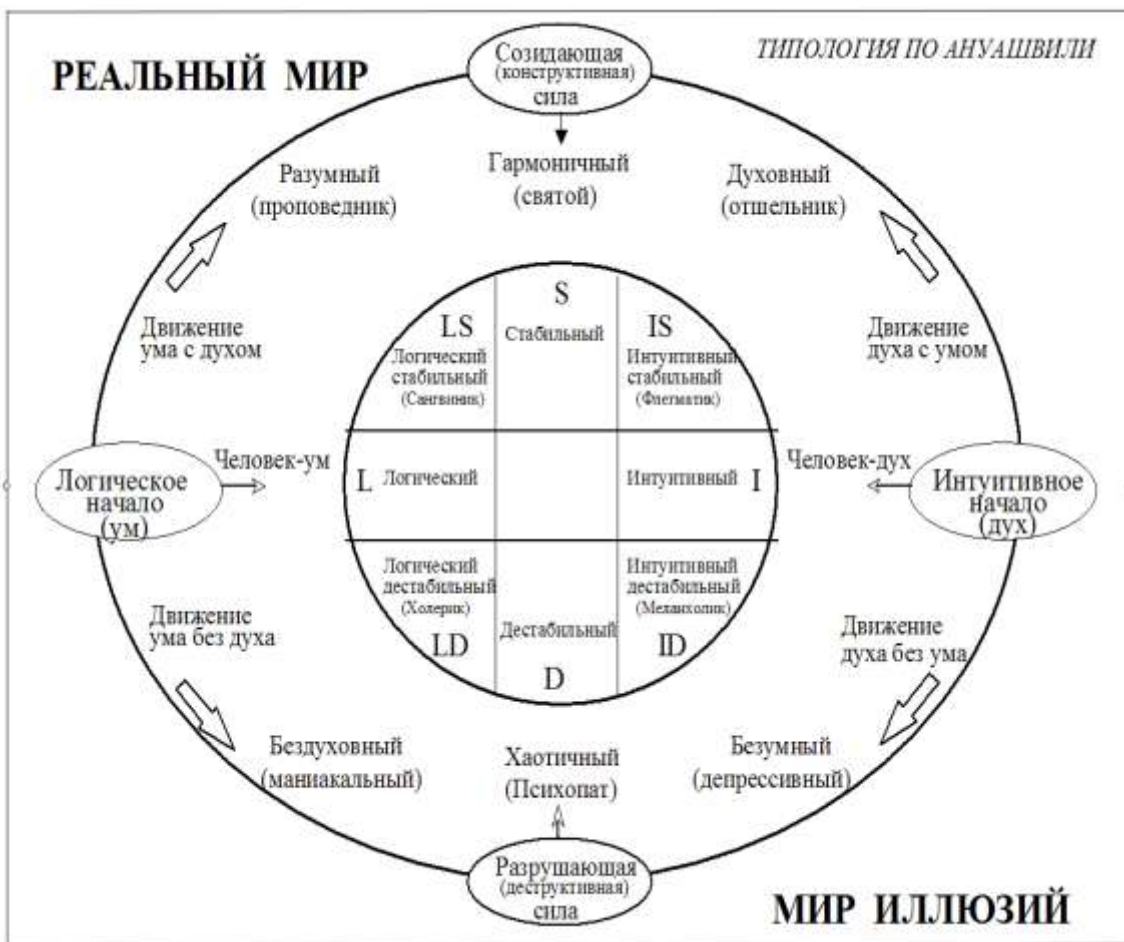 РЕАЛЬНЫЙ МИР
ТИПОЛОГИЯ ПО АНУАШВИЛИ
Созидающая
(конструктивная)
сила
Гармоничный
(святой)
Разумный
(проповедник)
Духовный
(отшельник)
Движение
ума с духом
Движение
духа с умом
S
Стабильный
LS
Логический
стабильный
(Сангвиник)
IS
Интуитивный
стабильный
(Флегматик)
Логическое
начало
(ум)
Человек-ум
L Логический
Интуитивный I
Человек-дух
Интуитивное
начало
(дух)
Логический
дестабильный
(Холерик)
LD
Дестабильный
D
Интуитивный
дестабильный
(Меланхолик)
ID
Движение
ума без духа
Движение
духа без ума
Бездуховный
(маниакальный)
Хаотичный
(Психопат)
Безумный
(депрессивный)
Разрушающая
(деструктивная)
сила
МИР ИЛЛЮЗИЙ